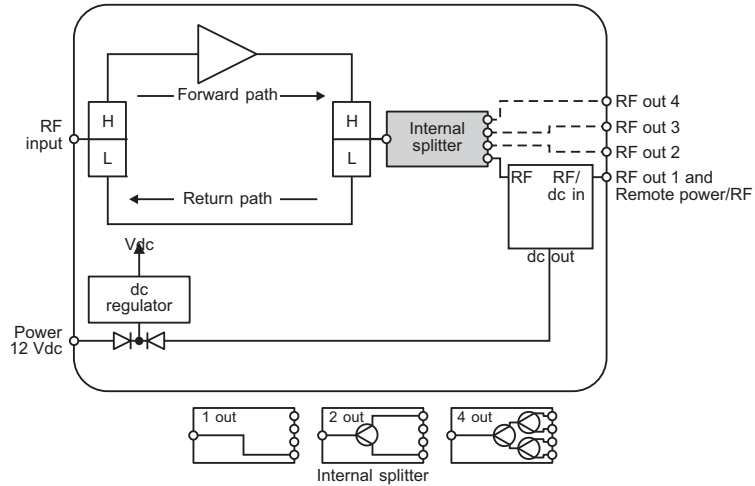 Forward path
H
H
L
L
RF
input
Internal
splitter
RF out 4
RF out 3
RF out 2
RF out 1 and
Remote power/RF
RF
RF/
dc in
dc out
Return path
Vdc
dc
regulator
Power
12 Vdc
1 out
2 out
4 out
Internal splitter